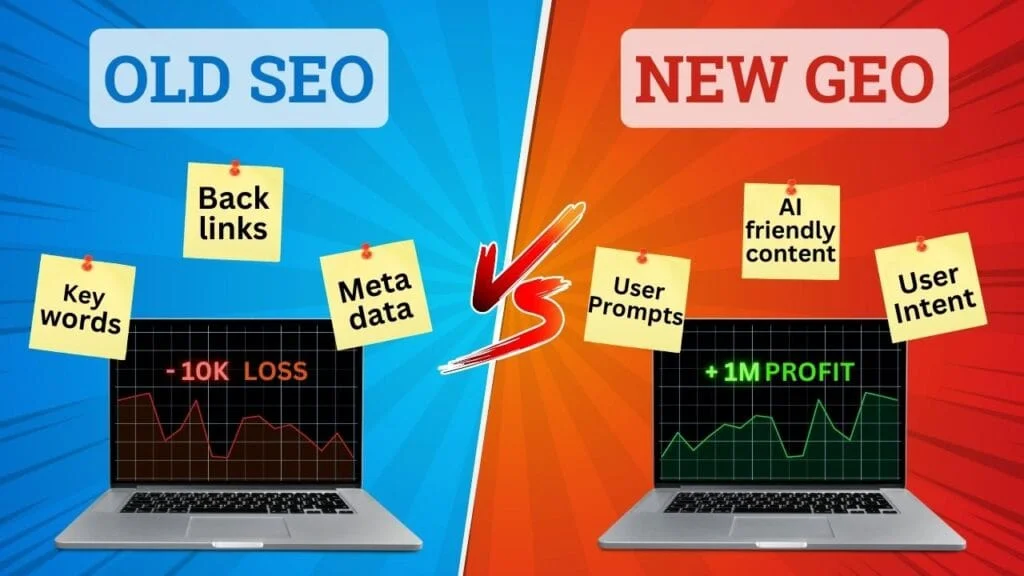 OLD SEO
Back
links
Key
words
Meta
data
- 10K LOSS
VS
NEW GEO
AI
friendly
content
User
Prompts
User
Intent
+ 1M PROFIT